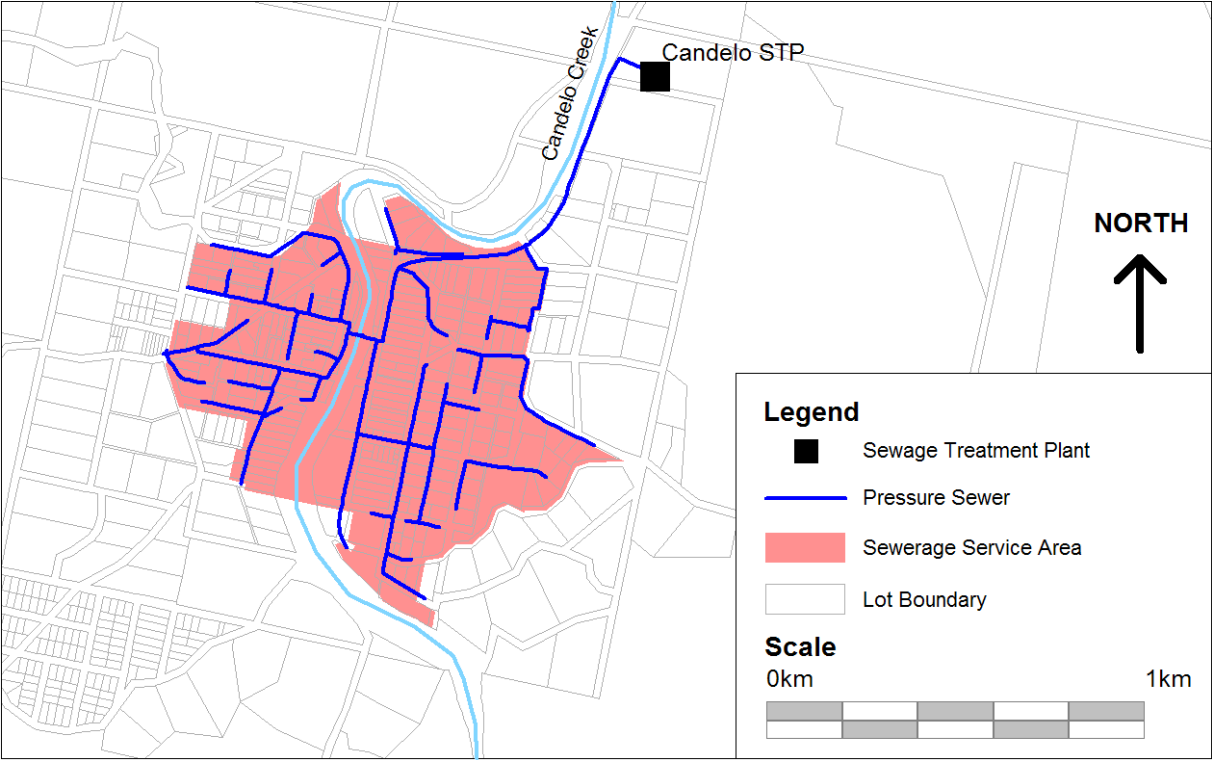 Candelo STP
Candelo Creek
NORTH
Legend
Sewage Treatment Plant
Pressure Sewer
Sewerage Service Area
Lot Boundary
Scale
0km 1km